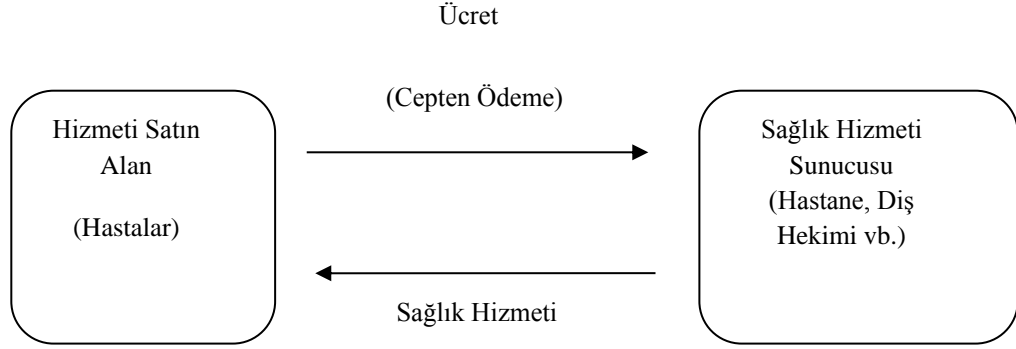 Ücret
(Cepten Ödeme)
Hizmeti Satın
Alan
(Hastalar)
Sağlık Hizmeti
Sunucusu
(Hastane, Diş
Hekimi vb.)
Sağlık Hizmeti